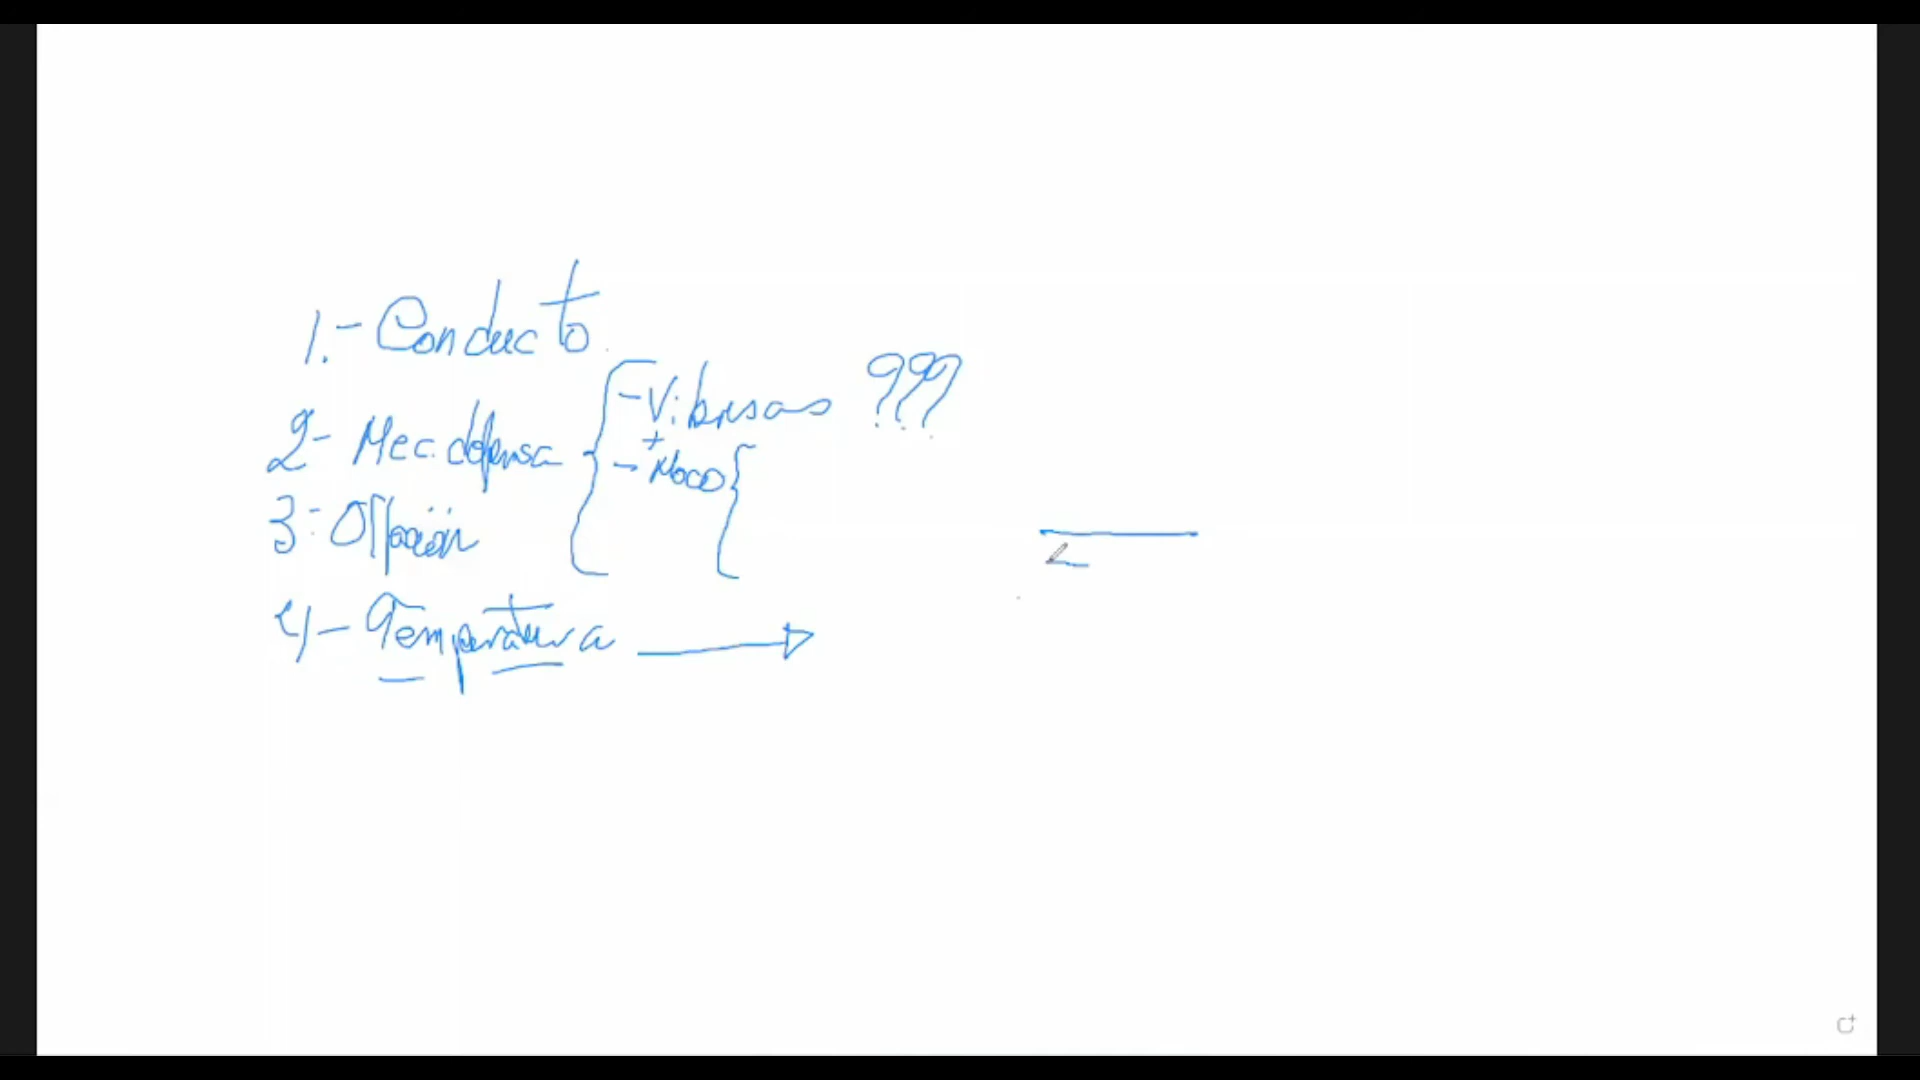 1.- Conducto
2- Mec. defensa { - Vibrisas ???
+
- Moco {
3- Olfación
4- Temperatura →